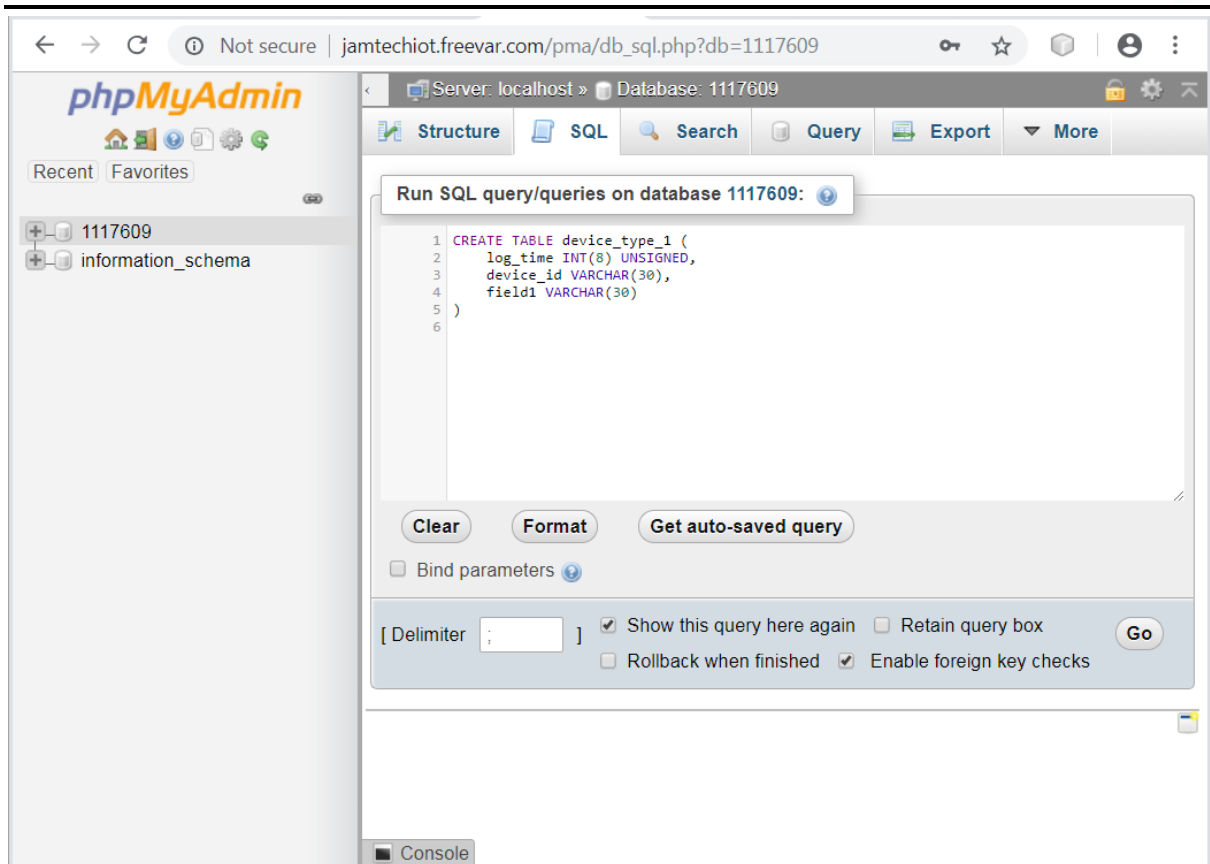 Not secure | jamtechiot.freevar.com/pma/db_sql.php?db=1117609
phpMyAdmin
Recent Favorites
1117609
information_schema
Server: localhost » Database: 1117609
Structure SQL Search Query Export More
Run SQL query/queries on database 1117609:
1 CREATE TABLE device_type_1 (
2 log_time INT(8) UNSIGNED,
3 device_id VARCHAR(30),
4 field1 VARCHAR(30)
5 )
6
Clear Format Get auto-saved query
Bind parameters
[ Delimiter ; ] Show this query here again Retain query box Go
Rollback when finished Enable foreign key checks
Console